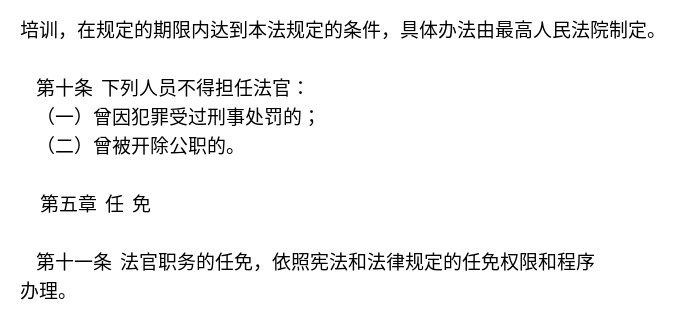 培训，在规定的期限内达到本法规定的条件，具体办法由最高人民法院制定。
第十条 下列人员不得担任法官：
（一）曾因犯罪受过刑事处罚的；
（二）曾被开除公职的。
第五章 任 免
第十一条 法官职务的任免，依照宪法和法律规定的任免权限和程序
办理。